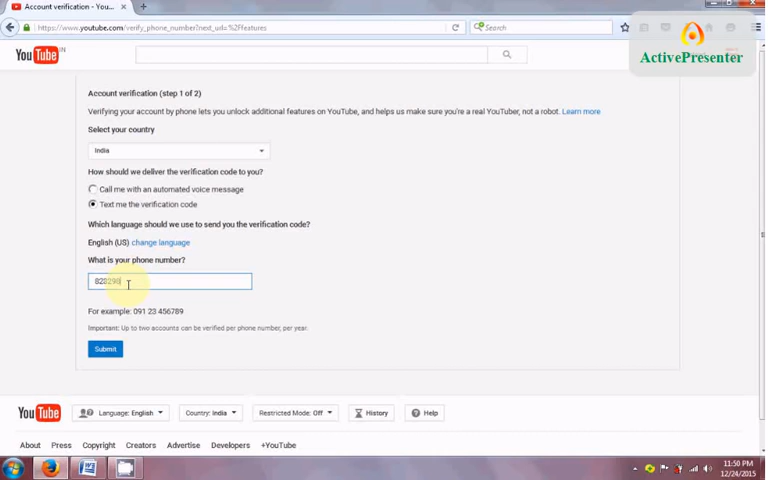 Account verification - You...
https://www.youtube.com/verify_phone_number?next_url=%2Ffeatures
Search
ActivePresenter
YouTube IN
Account verification (step 1 of 2)
Verifying your account by phone lets you unlock additional features on YouTube, and helps us make sure you're a real YouTuber, not a robot. Learn more
Select your country
India
How should we deliver the verification code to you?
Call me with an automated voice message
Text me the verification code
Which language should we use to send you the verification code?
English (US) change language
What is your phone number?
For example: 091 23 456789
Important: Up to two accounts can be verified per phone number, per year.
Submit
YouTube
Language: English
Country: India
Restricted Mode: Off
History
Help
About Press Copyright Creators Advertise Developers +YouTube
11:50 PM
12/24/2015